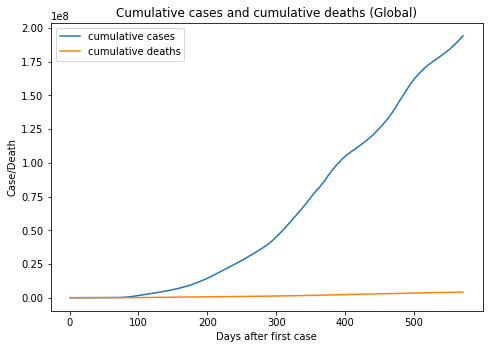 Cumulative cases and cumulative deaths (Global)
1e8
cumulative cases
cumulative deaths
2.00
1.75
1.50
1.25
1.00
0.75
0.50
0.25
0.00
Case/Death
0 100 200 300 400 500
Days after first case